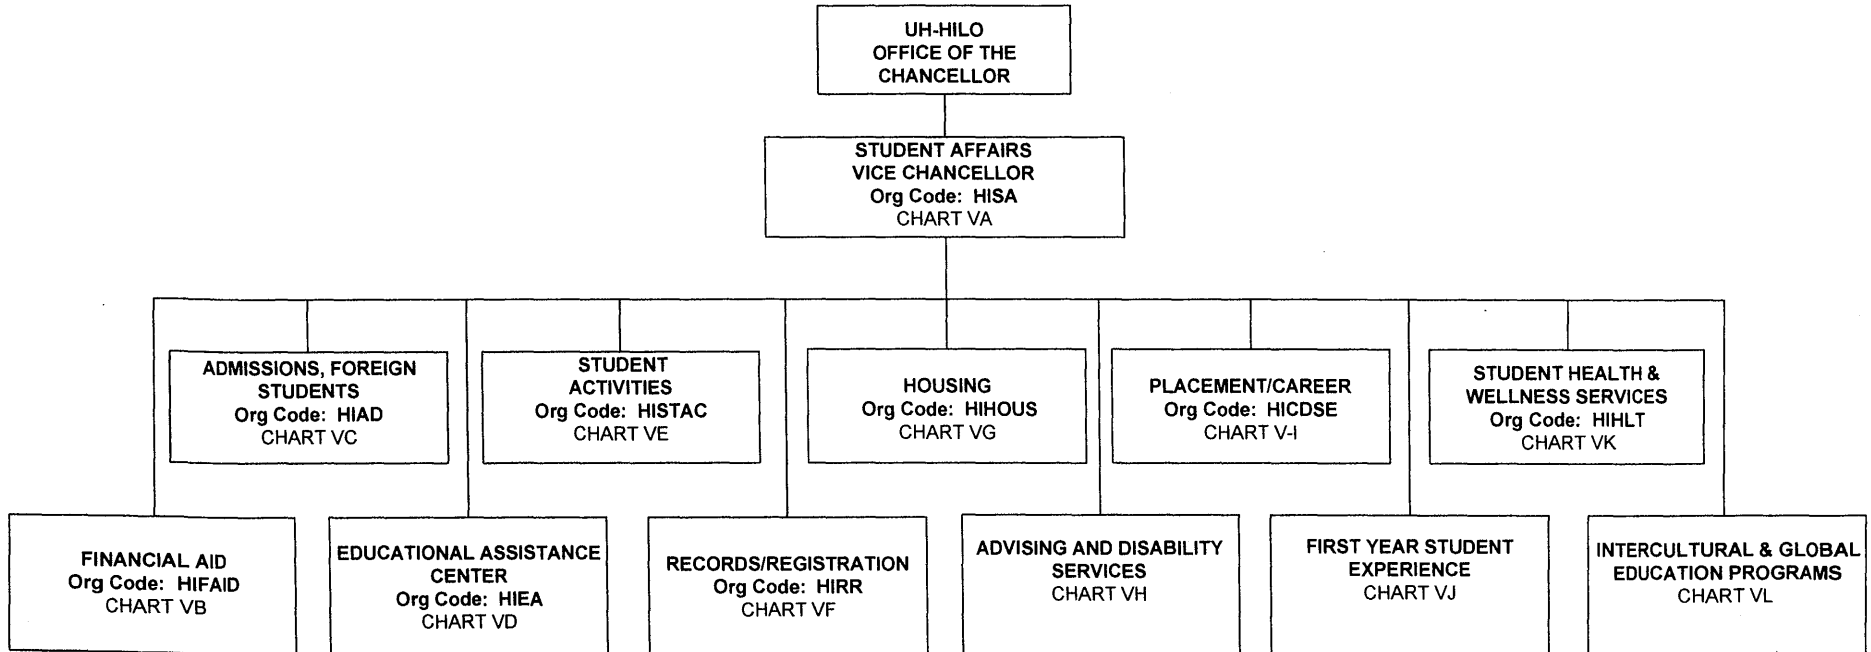 UH-HILO
OFFICE OF THE
CHANCELLOR
STUDENT AFFAIRS
VICE CHANCELLOR
Org Code: HISA
CHART VA
ADMISSIONS, FOREIGN
STUDENTS
Org Code: HIAD
CHART VC
STUDENT
ACTIVITIES
Org Code: HISTAC
CHART VE
HOUSING
Org Code: HIHOUS
CHART VG
PLACEMENT/CAREER
Org Code: HICDSE
CHART V-I
STUDENT HEALTH &
WELLNESS SERVICES
Org Code: HIHLT
CHART VK
FINANCIAL AID
Org Code: HIFAID
CHART VB
EDUCATIONAL ASSISTANCE
CENTER
Org Code: HIEA
CHART VD
RECORDS/REGISTRATION
Org Code: HIRR
CHART VF
ADVISING AND DISABILITY
SERVICES
CHART VH
FIRST YEAR STUDENT
EXPERIENCE
CHART VJ
INTERCULTURAL & GLOBAL
EDUCATION PROGRAMS
CHART VL